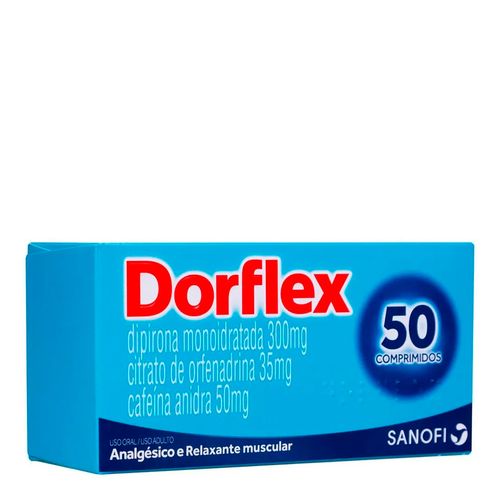 Dorflex
dipirona monoidratada 300mg
citrato de orfenadrina 35mg
cafeína anidra 50mg
50
COMPRIMIDOS
USO ORAL / USO ADULTO
Analgésico e Relaxante muscular
SANOFI